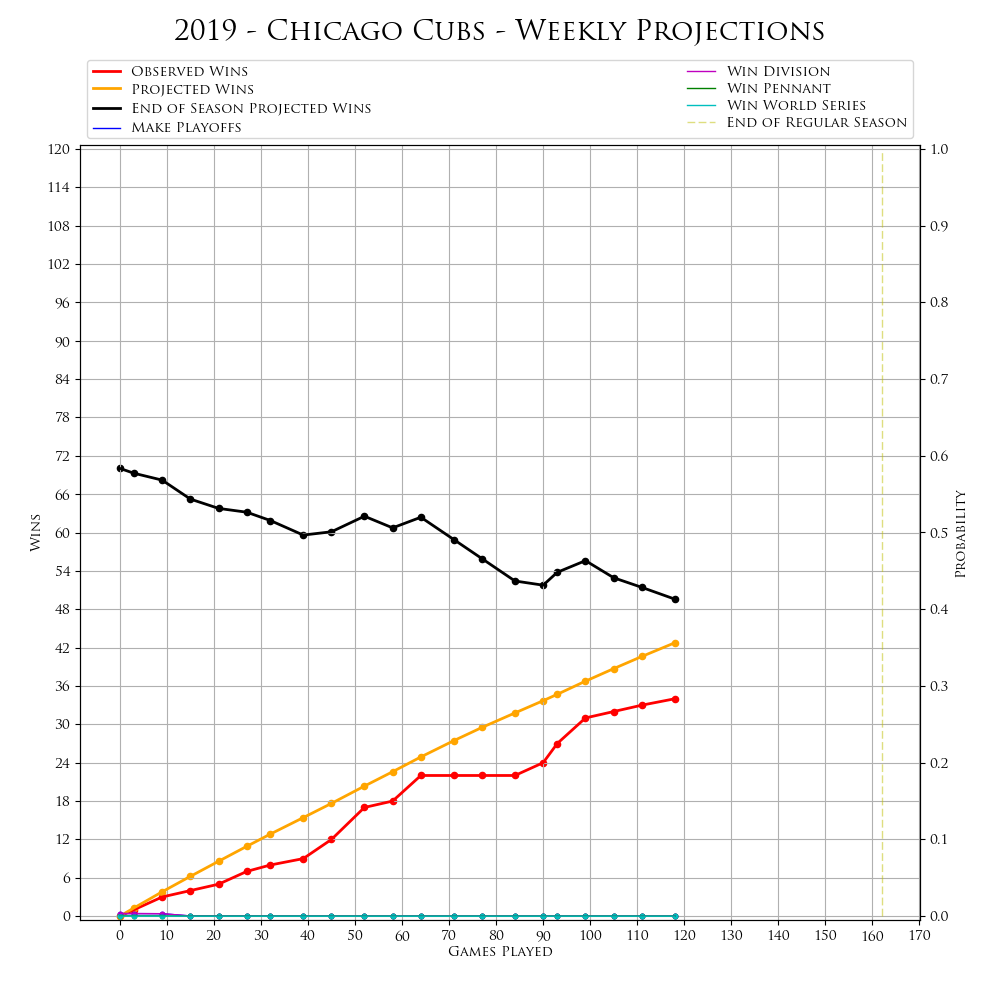 2019 - Chicago Cubs - Weekly Projections
Observed Wins
Projected Wins
End of Season Projected Wins
Make Playoffs
Win Division
Win Pennant
Win World Series
End of Regular Season
120
114
108
102
96
90
84
78
72
66
60
54
48
42
36
30
24
18
12
6
0
Wins
1.0
0.9
0.8
0.7
0.6
0.5
0.4
0.3
0.2
0.1
0.0
Probability
0 10 20 30 40 50 60 70 80 90 100 110 120 130 140 150 160 170
Games Played